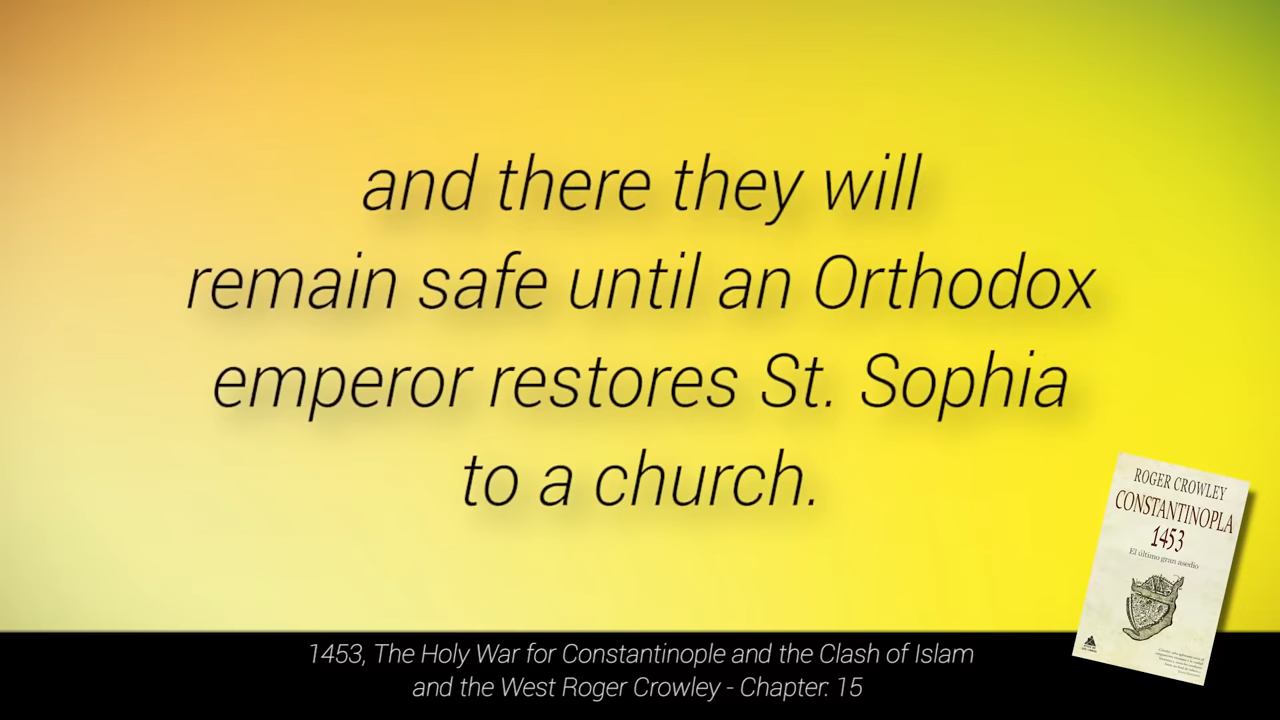 and there they will
remain safe until an Orthodox
emperor restores St. Sophia
to a church.
ROGER CROWLEY
CONSTANTINOPLA
1453
El último gran asedio
1453, The Holy War for Constantinople and the Clash of Islam
and the West Roger Crowley - Chapter: 15